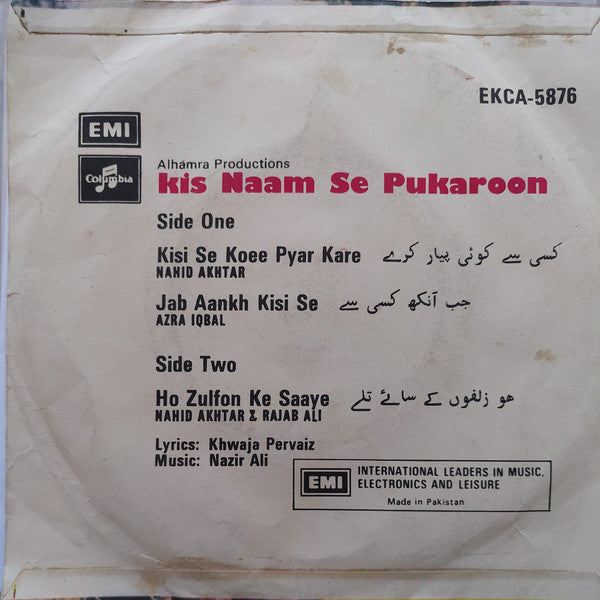 EKCA-5876
EMI
Columbia
Alhamra Productions
kis Naam Se Pukaroon
Side One
Kisi Se Koee Pyar Kare کسی سے کوئی پیار کرے
NAHID AKHTAR
Jab Aankh Kisi Se جب آنکھ کسی سے
AZRA IQBAL
Side Two
Ho Zulfon Ke Saaye ھو زلفوں کے سائے تلے
NAHID AKHTAR & RAJAB ALI
Lyrics: Khwaja Pervaiz
Music: Nazir Ali
EMI
INTERNATIONAL LEADERS IN MUSIC.
ELECTRONICS AND LEISURE
Made in Pakistan